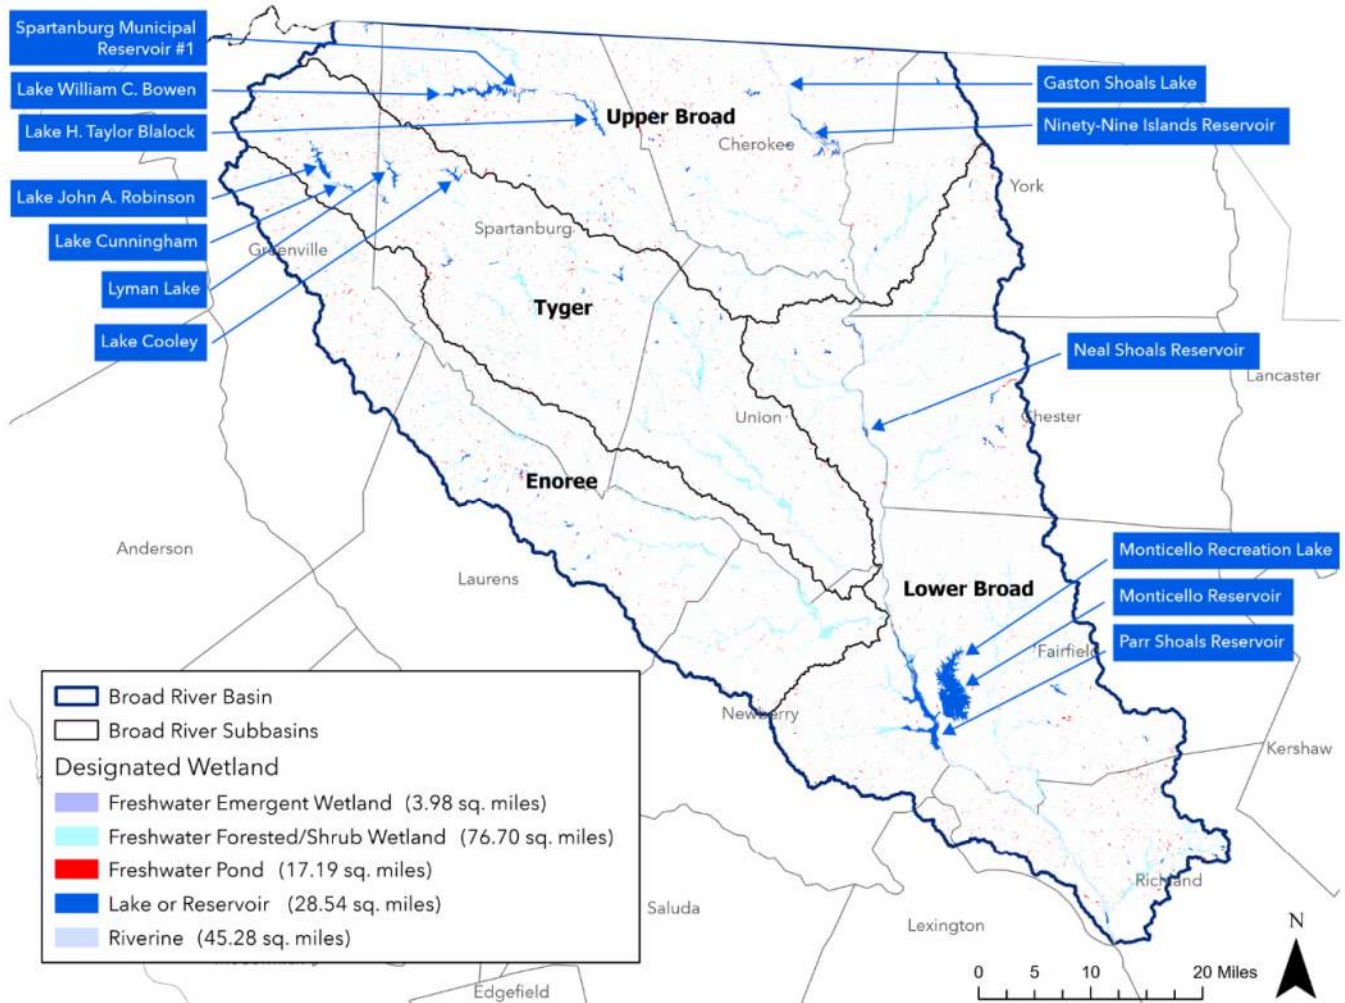 Spartanburg Municipal
Reservoir #1
Lake William C. Bowen
Lake H. Taylor Blalock
Lake John A. Robinson
Lake Cunningham
Lyman Lake
Lake Cooley
Gaston Shoals Lake
Ninety-Nine Islands Reservoir
Neal Shoals Reservoir
Monticello Recreation Lake
Monticello Reservoir
Parr Shoals Reservoir
Upper Broad
Cherokee
York
Spartanburg
Greenville
Tyger
Lancaster
Union
Chester
Enoree
Anderson
Laurens
Lower Broad
Fairfield
Newberry
Kershaw
Richland
Saluda
Lexington
Edgefield
Broad River Basin
Broad River Subbasins
Designated Wetland
Freshwater Emergent Wetland (3.98 sq. miles)
Freshwater Forested/Shrub Wetland (76.70 sq. miles)
Freshwater Pond (17.19 sq. miles)
Lake or Reservoir (28.54 sq. miles)
Riverine (45.28 sq. miles)
N
0 5 10 20 Miles